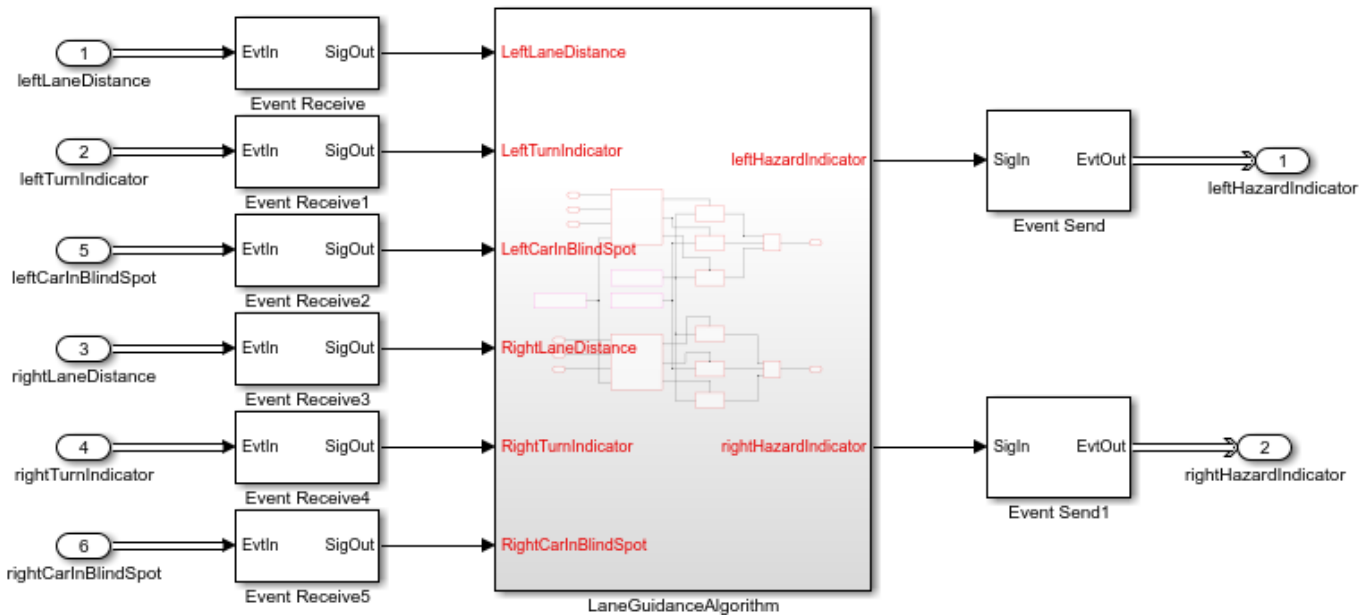 1
EvtIn SigOut
LeftLaneDistance
leftLaneDistance
Event Receive
2
EvtIn SigOut
LeftTurnIndicator
leftTurnIndicator
Event Receive1
5
EvtIn SigOut
LeftCarInBlindSpot
leftCarInBlindSpot
Event Receive2
3
EvtIn SigOut
RightLaneDistance
rightLaneDistance
Event Receive3
4
EvtIn SigOut
RightTurnIndicator
rightTurnIndicator
Event Receive4
6
EvtIn SigOut
RightCarInBlindSpot
rightCarInBlindSpot
Event Receive5
LaneGuidanceAlgorithm
leftHazardIndicator
SigIn EvtOut
1
leftHazardIndicator
Event Send
rightHazardIndicator
SigIn EvtOut
2
rightHazardIndicator
Event Send1